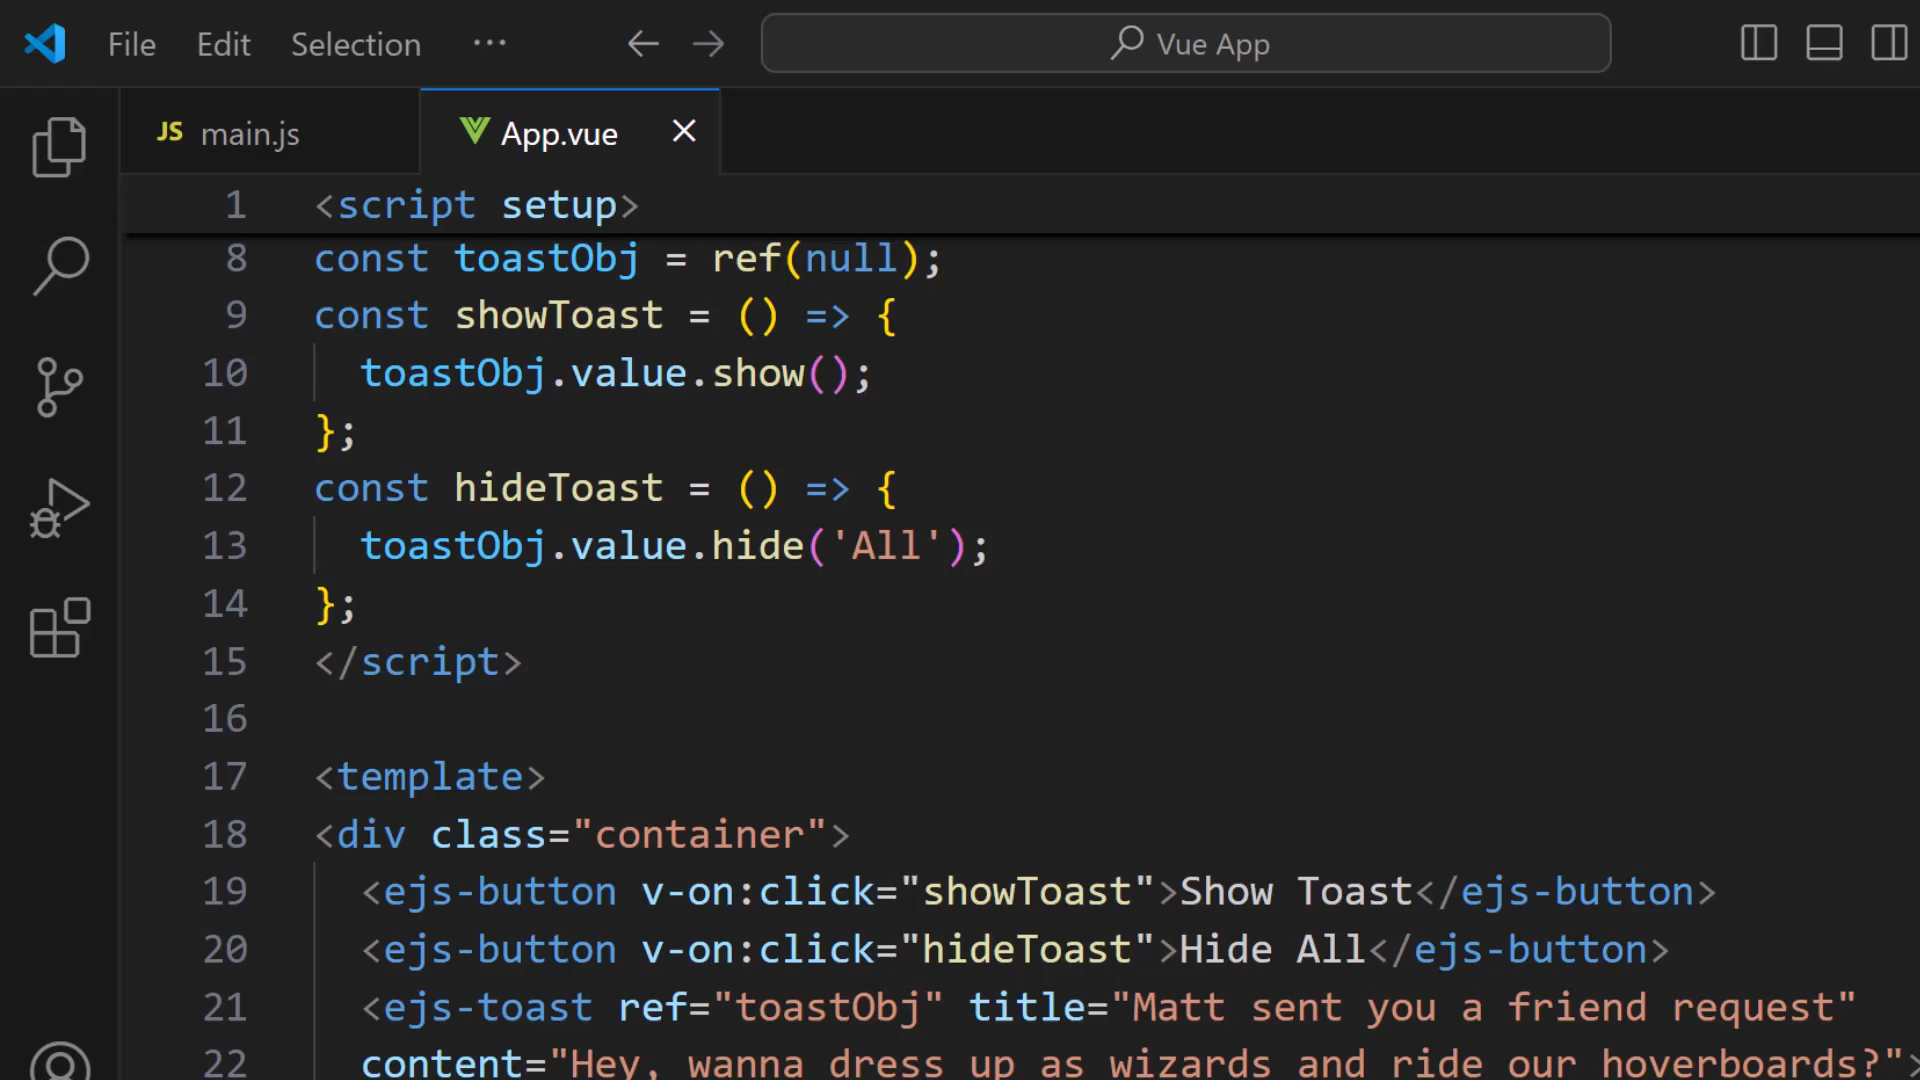 File Edit Selection ··· Vue App
JS main.js App.vue
1 <script setup>
8 const toastObj = ref(null);
9 const showToast = () => {
10 toastObj.value.show();
11 };
12 const hideToast = () => {
13 toastObj.value.hide('All');
14 };
15 </script>
16
17 <template>
18 <div class="container">
19 <ejs-button v-on:click="showToast">Show Toast</ejs-button>
20 <ejs-button v-on:click="hideToast">Hide All</ejs-button>
21 <ejs-toast ref="toastObj" title="Matt sent you a friend request"
22 content="Hey, wanna dress up as wizards and ride our hoverboards?">